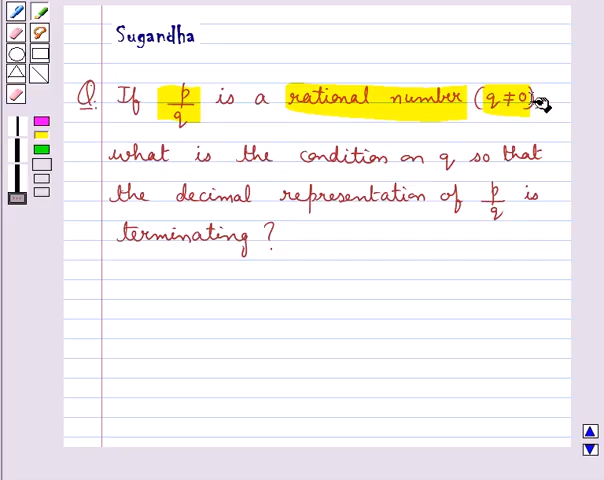 Sugandha
Q. If p/q is a rational number (q ≠ 0),
what is the condition on q so that
the decimal representation of p/q is
terminating ?